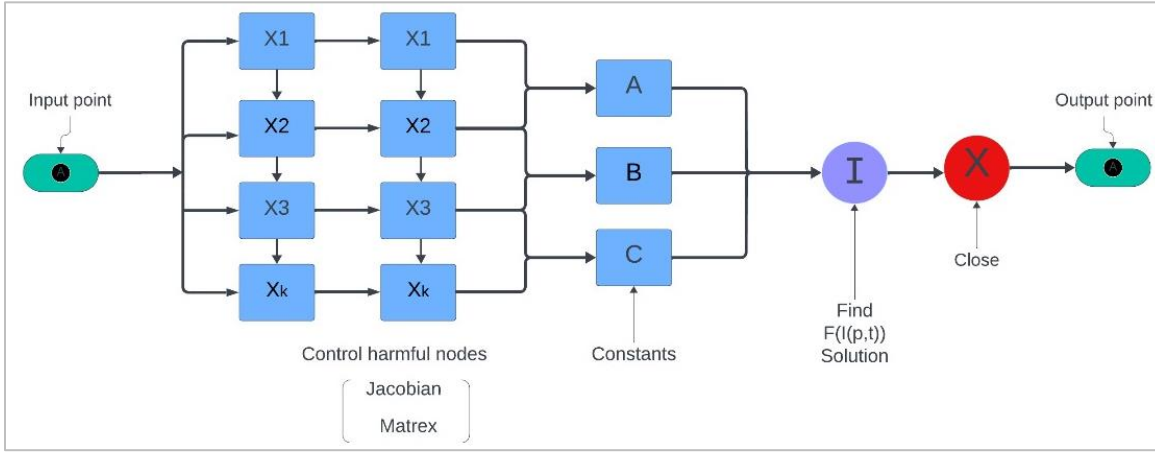 Input point
A
X1
X1
X2
X2
X3
X3
Xk
Xk
Control harmful nodes
Jacobian
Matrex
A
B
C
Constants
I
Find
F(I(p,t))
Solution
X
Close
Output point
A